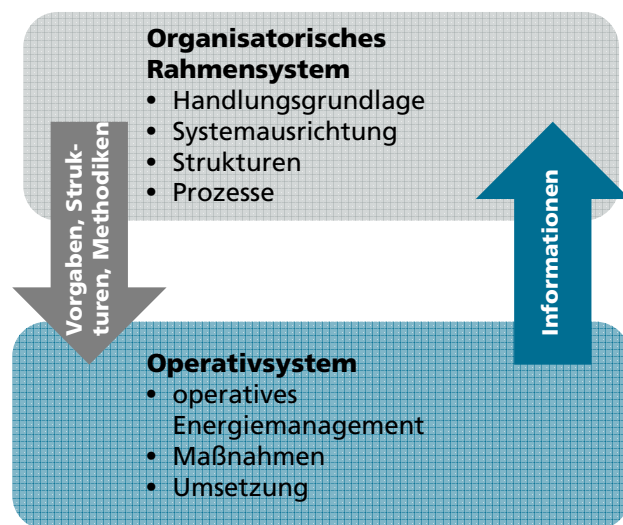 Organisatorisches
Rahmensystem
• Handlungsgrundlage
• Systemausrichtung
• Strukturen
• Prozesse
Vorgaben, Struk-
turen, Methodiken
Informationen
Operativsystem
• operatives
Energiemanagement
• Maßnahmen
• Umsetzung